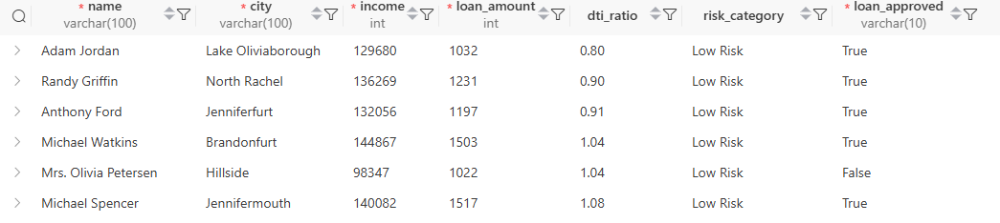 * name * city * income * loan_amount dti_ratio risk_category * loan_approved
varchar(100) varchar(100) int int varchar(10)
Adam Jordan Lake Oliviaborough 129680 1032 0.80 Low Risk True
Randy Griffin North Rachel 136269 1231 0.90 Low Risk True
Anthony Ford Jenniferfurt 132056 1197 0.91 Low Risk True
Michael Watkins Brandonfurt 144867 1503 1.04 Low Risk True
Mrs. Olivia Petersen Hillside 98347 1022 1.04 Low Risk False
Michael Spencer Jennifermouth 140082 1517 1.08 Low Risk True